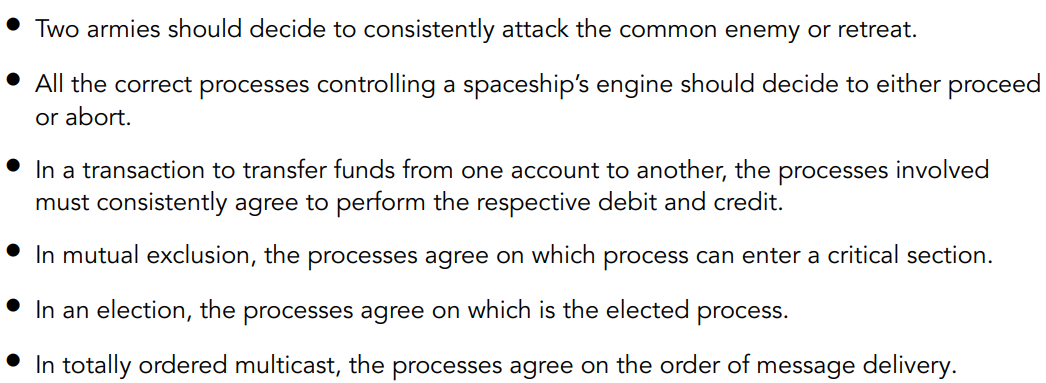 • Two armies should decide to consistently attack the common enemy or retreat.
• All the correct processes controlling a spaceship’s engine should decide to either proceed
or abort.
• In a transaction to transfer funds from one account to another, the processes involved
must consistently agree to perform the respective debit and credit.
• In mutual exclusion, the processes agree on which process can enter a critical section.
• In an election, the processes agree on which is the elected process.
• In totally ordered multicast, the processes agree on the order of message delivery.